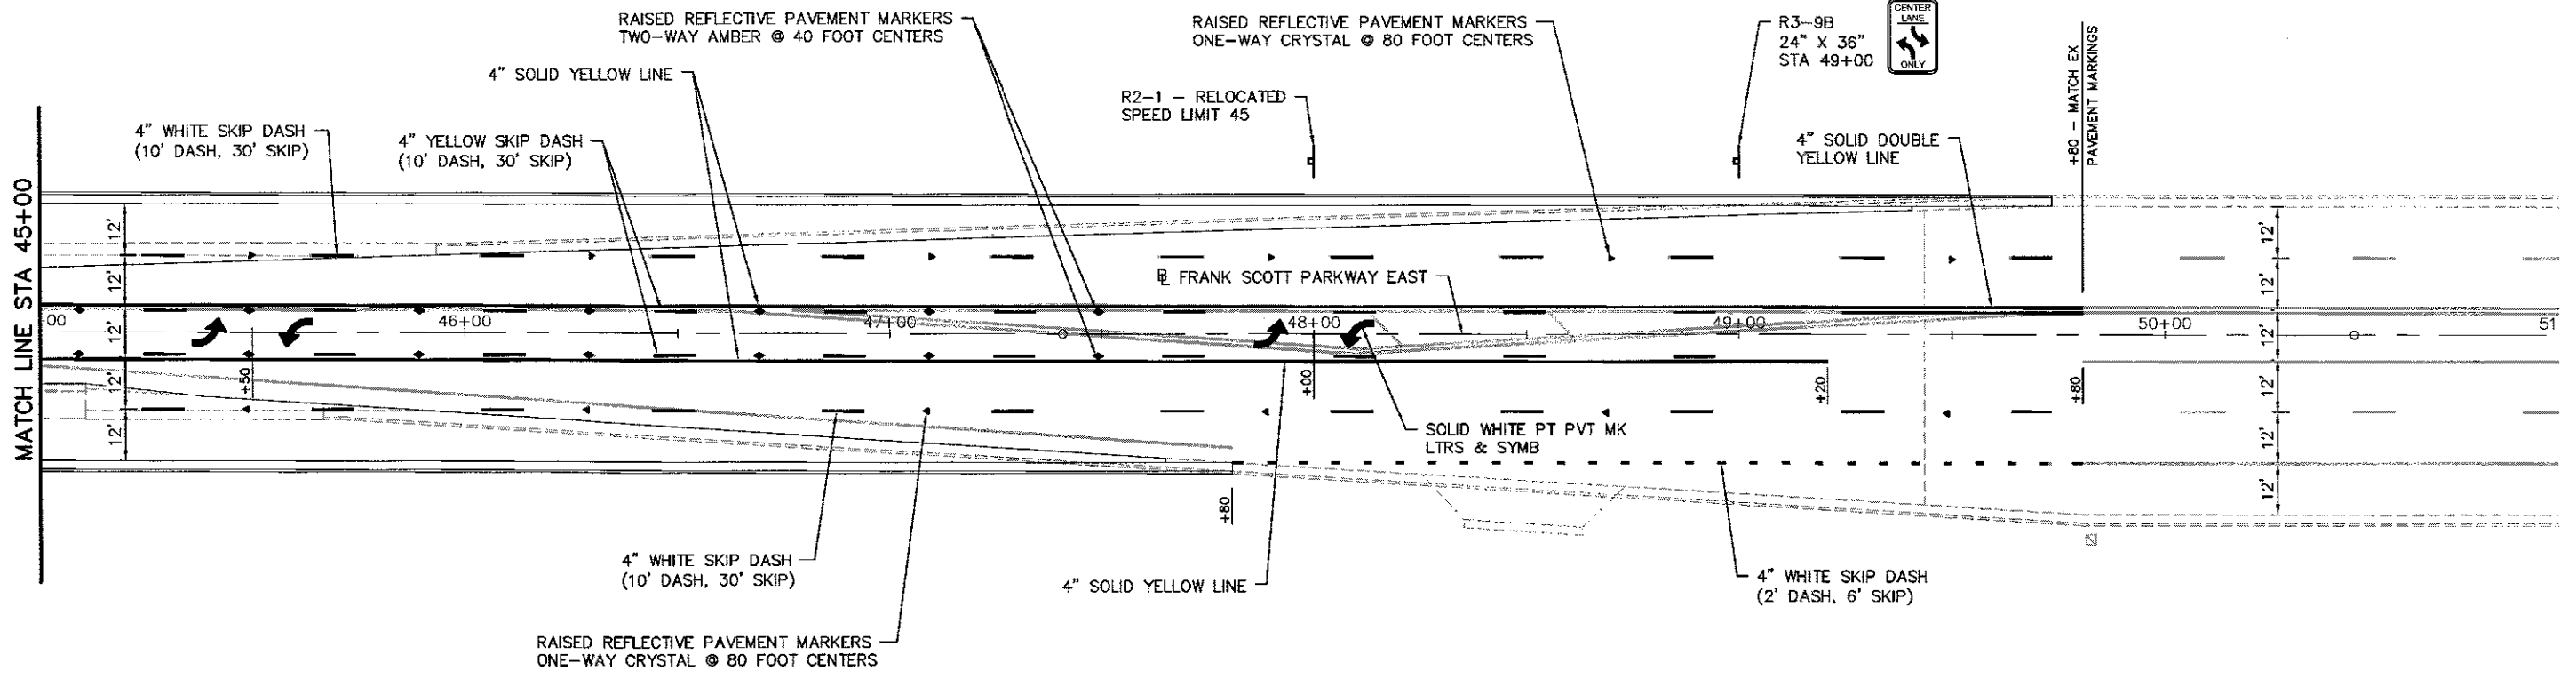 RAISED REFLECTIVE PAVEMENT MARKERS
TWO-WAY AMBER @ 40 FOOT CENTERS
RAISED REFLECTIVE PAVEMENT MARKERS
ONE-WAY CRYSTAL @ 80 FOOT CENTERS
R3-9B
24" X 36"
STA 49+00
CENTER
LANE
ONLY
+80 - MATCH EX
PAVEMENT MARKINGS
4" SOLID YELLOW LINE
R2-1 - RELOCATED
SPEED LIMIT 45
4" WHITE SKIP DASH
(10' DASH, 30' SKIP)
4" YELLOW SKIP DASH
(10' DASH, 30' SKIP)
4" SOLID DOUBLE
YELLOW LINE
MATCH LINE STA 45+00
12'
12'
12'
12'
12'
12'
12'
12'
12'
12'
12'
FRANK SCOTT PARKWAY EAST
00
46+00
47+00
48+00
49+00
50+00
51
+50
+00
+20
+80
SOLID WHITE PT PVT MK
LTRS & SYMB
+80
4" WHITE SKIP DASH
(10' DASH, 30' SKIP)
4" SOLID YELLOW LINE
4" WHITE SKIP DASH
(2' DASH, 6' SKIP)
RAISED REFLECTIVE PAVEMENT MARKERS
ONE-WAY CRYSTAL @ 80 FOOT CENTERS